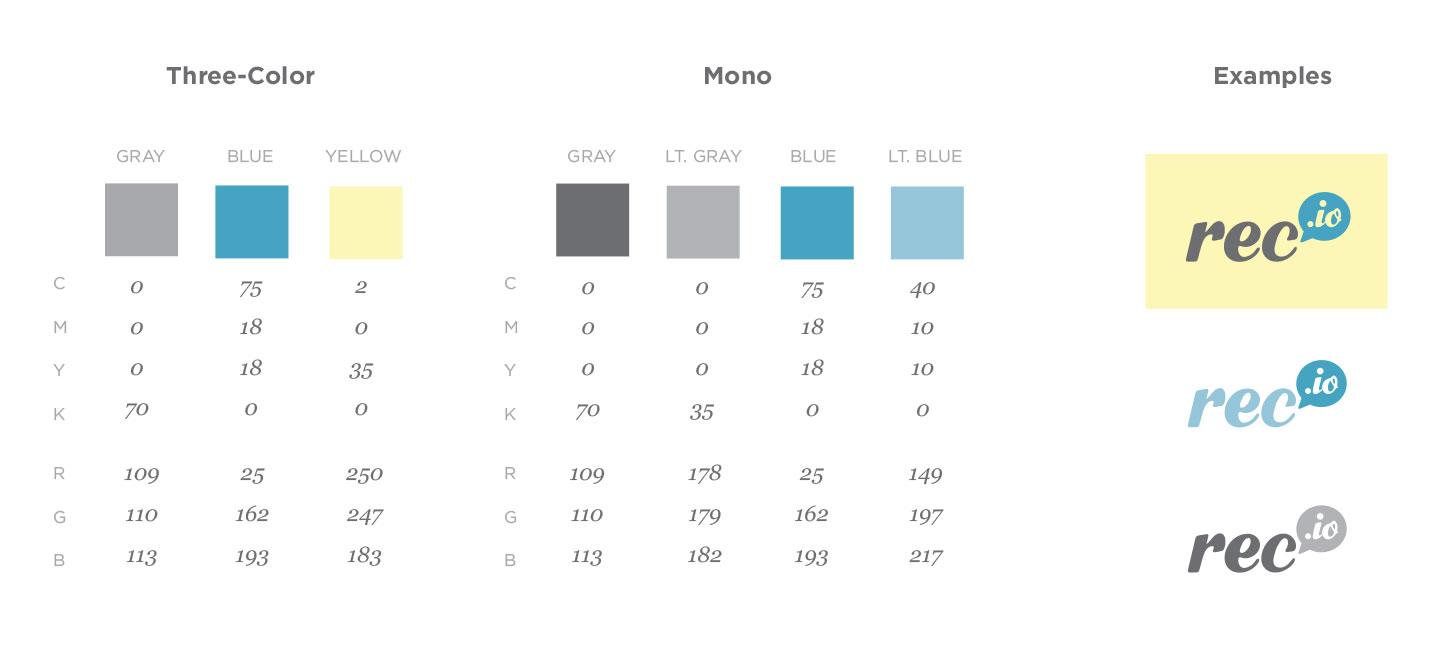 Three-Color
Mono
Examples
GRAY BLUE YELLOW
GRAY LT. GRAY BLUE LT. BLUE
C 0 75 2
M 0 18 0
Y 0 18 35
K 70 0 0
R 109 25 250
G 110 162 247
B 113 193 183
C 0 0 75 40
M 0 0 18 10
Y 0 0 18 10
K 70 35 0 0
R 109 178 25 149
G 110 179 162 197
B 113 182 193 217
rec.io
rec.io
rec.io